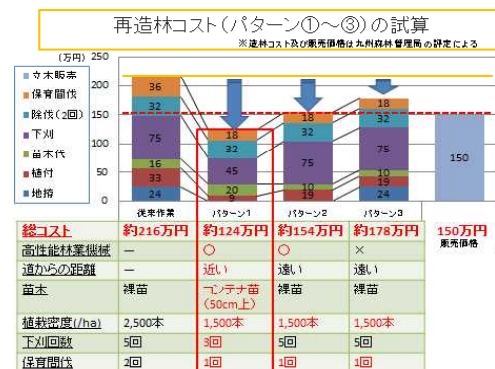 再造林コスト(パターン①～③)の試算
※造林コスト及び販売価格は九州森林管理局の評定による
(万円)
250
200
150
100
50
0
立木販売
保育間伐
除伐(2回)
下刈
苗木代
植付
地拵
36
32
75
16
33
24
18
32
45
20
9
18
32
75
10
19
18
32
75
10
19
24
150
従来作業 パターン1 パターン2 パターン3
総コスト 約216万円 約124万円 約154万円 約178万円 150万円
販売価格
高性能林業機械 － ○ ○ ×
道からの距離 － 近い 遠い 遠い
苗木 裸苗 コンテナ苗 裸苗 裸苗
(50cm上)
植栽密度(/ha) 2,500本 1,500本 1,500本 1,500本
下刈回数 5回 3回 5回 5回
保育間伐 2回 1回 1回 1回